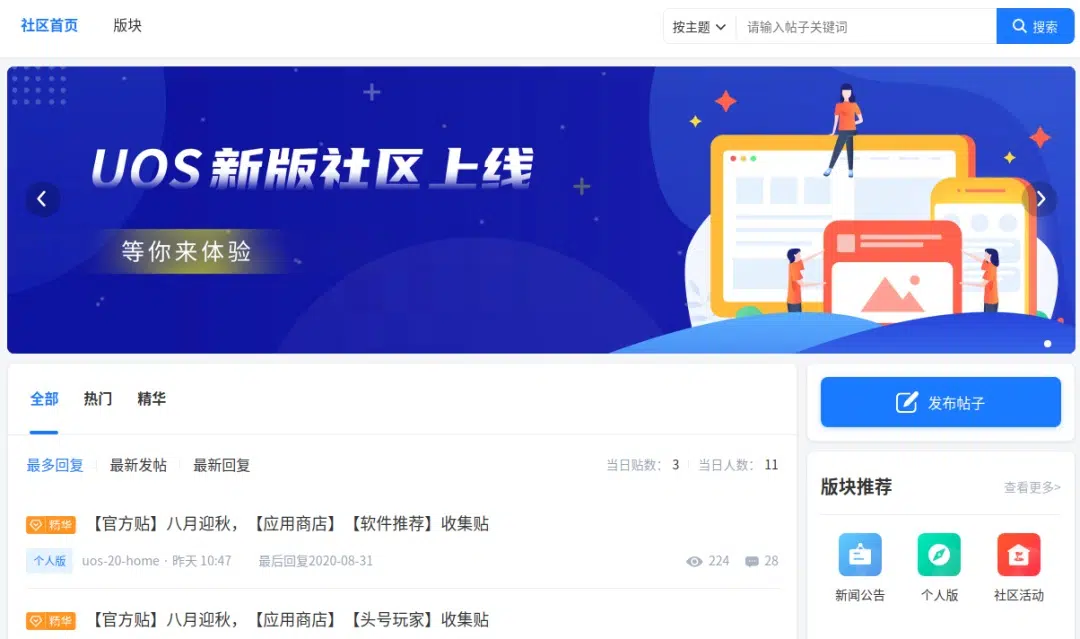 社区首页 版块 按主题 请输入帖子关键词 搜索
UOS新版社区上线
等你来体验
全部 热门 精华
发布帖子
最多回复 最新发帖 最新回复 当日贴数： 3 当日人数： 11
版块推荐 查看更多>
精华 【官方贴】八月迎秋，【应用商店】【软件推荐】收集贴
个人版 uos-20-home · 昨天 10:47 最后回复2020-08-31 224 28
新闻公告 个人版 社区活动
精华 【官方贴】八月迎秋，【应用商店】【头号玩家】收集贴